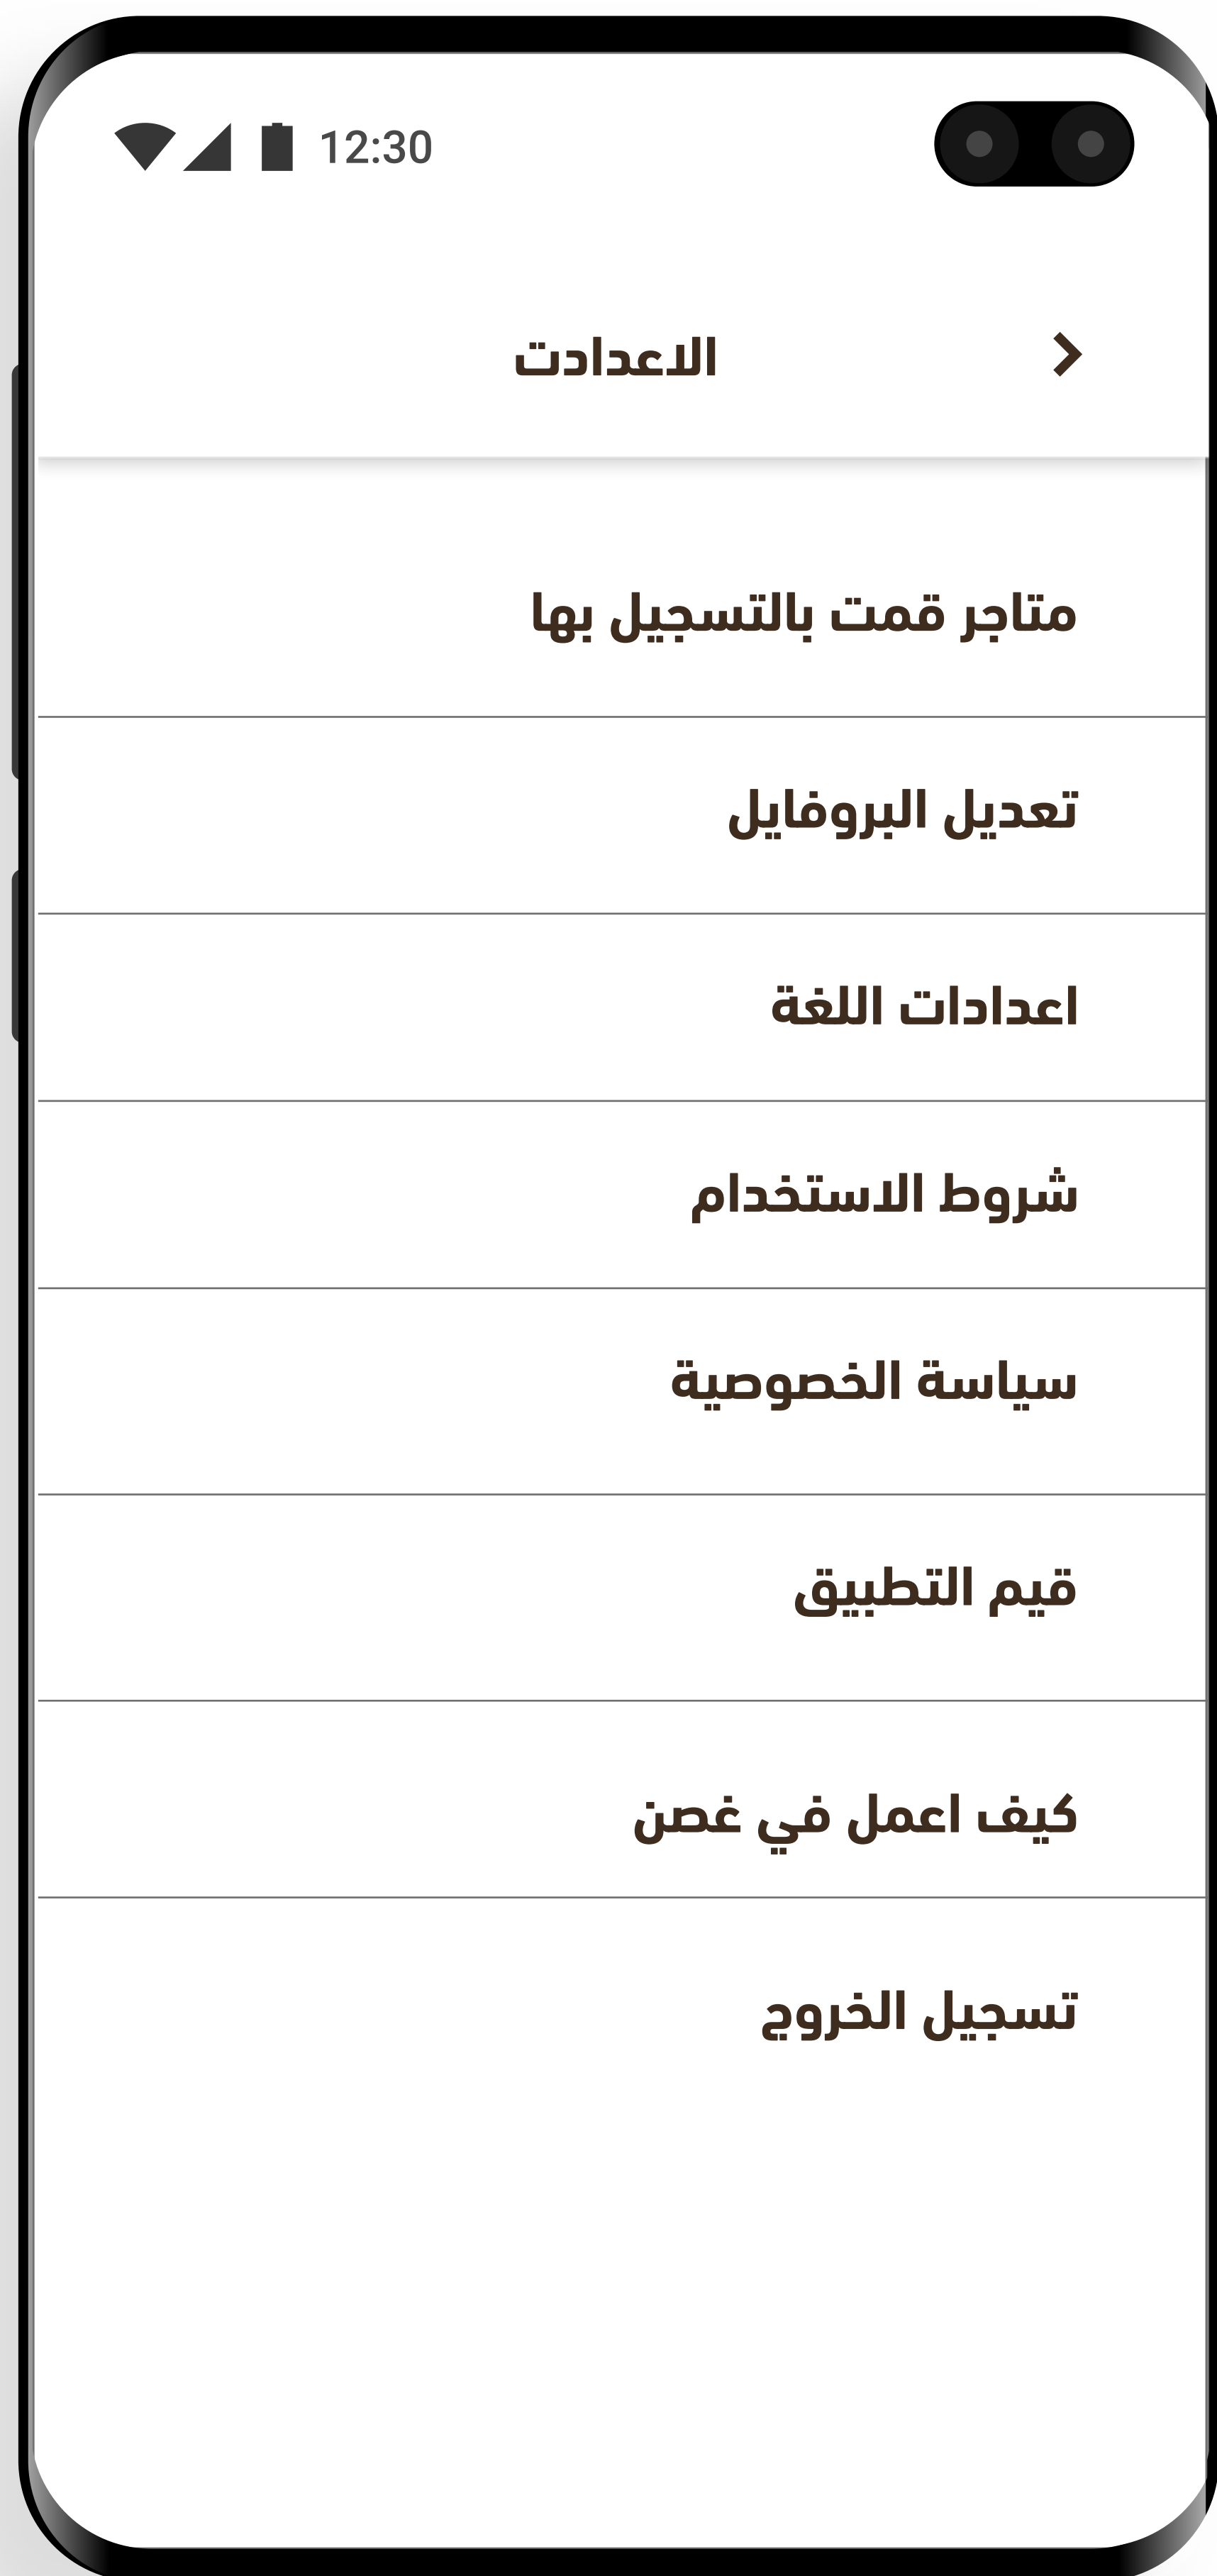 12:30
الاعدادت
متاجر قمت بالتسجيل بها
تعديل البروفايل
اعدادات اللغة
شروط الاستخدام
سياسة الخصوصية
قيم التطبيق
كيف اعمل في غصن
تسجيل الخروج